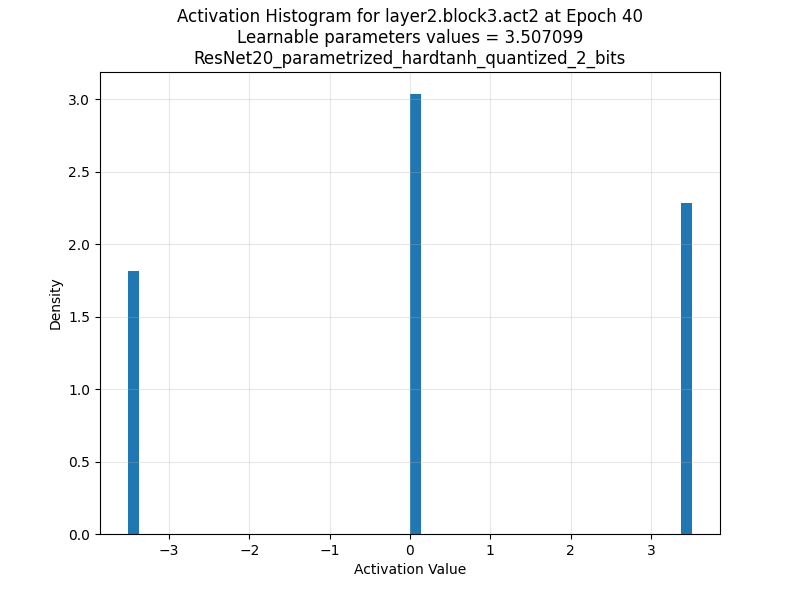 Activation Histogram for layer2.block3.act2 at Epoch 40
Learnable parameters values = 3.507099
ResNet20_parametrized_hardtanh_quantized_2_bits
3.0
2.5
2.0
1.5
1.0
0.5
0.0
Density
−3 −2 −1 0 1 2 3
Activation Value